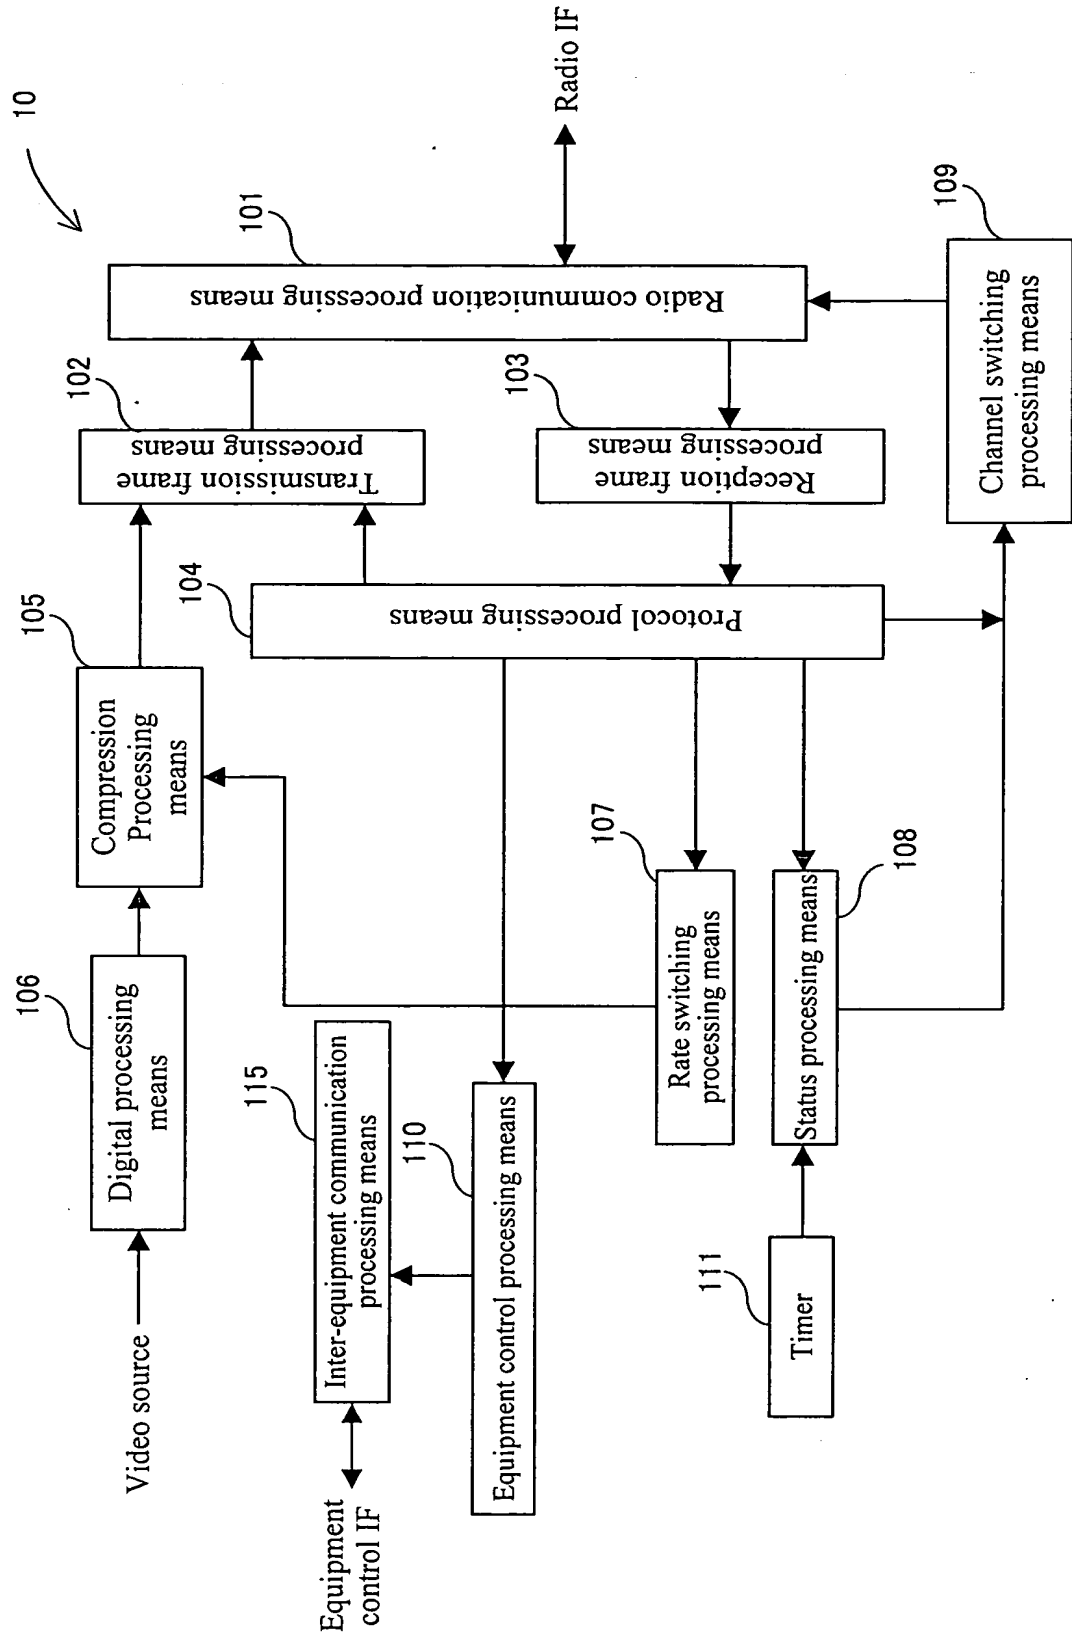 10
Video source
106
Digital processing
means
105
Compression
Processing
means
102
Transmission frame
processing means
101
Radio communication processing means
Radio IF
104
Protocol processing means
103
Reception frame
processing means
Equipment
control IF
115
Inter-equipment communication
processing means
110
Equipment control processing means
107
Rate switching
processing means
111
Timer
108
Status processing means
109
Channel switching
processing means